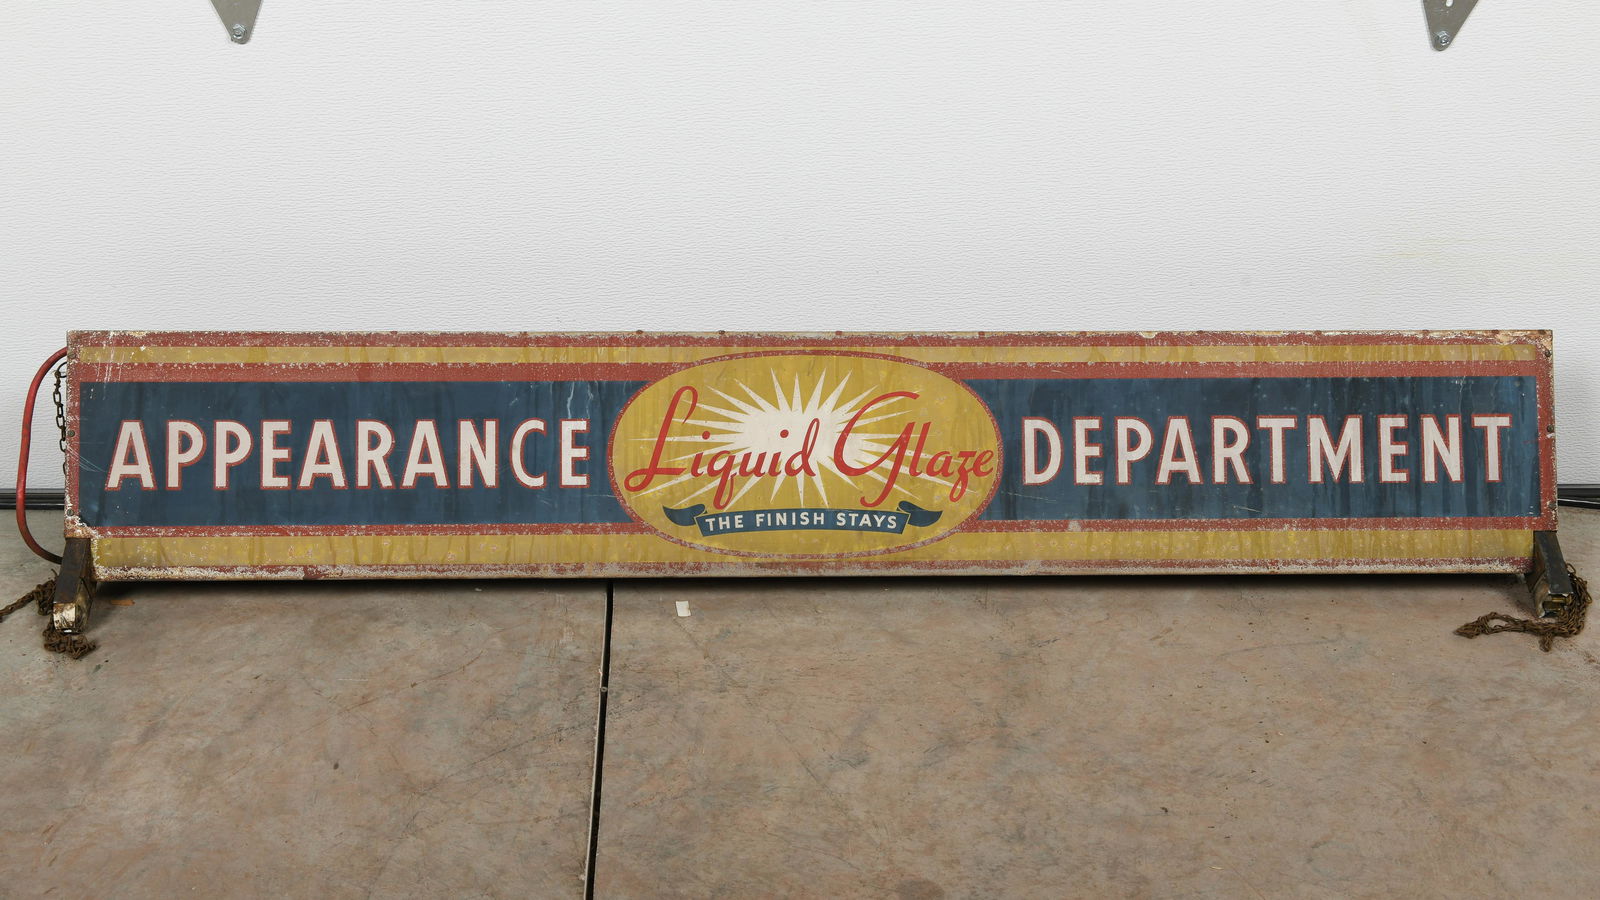 APPEARANCE Liquid Glaze DEPARTMENT
THE FINISH STAYS